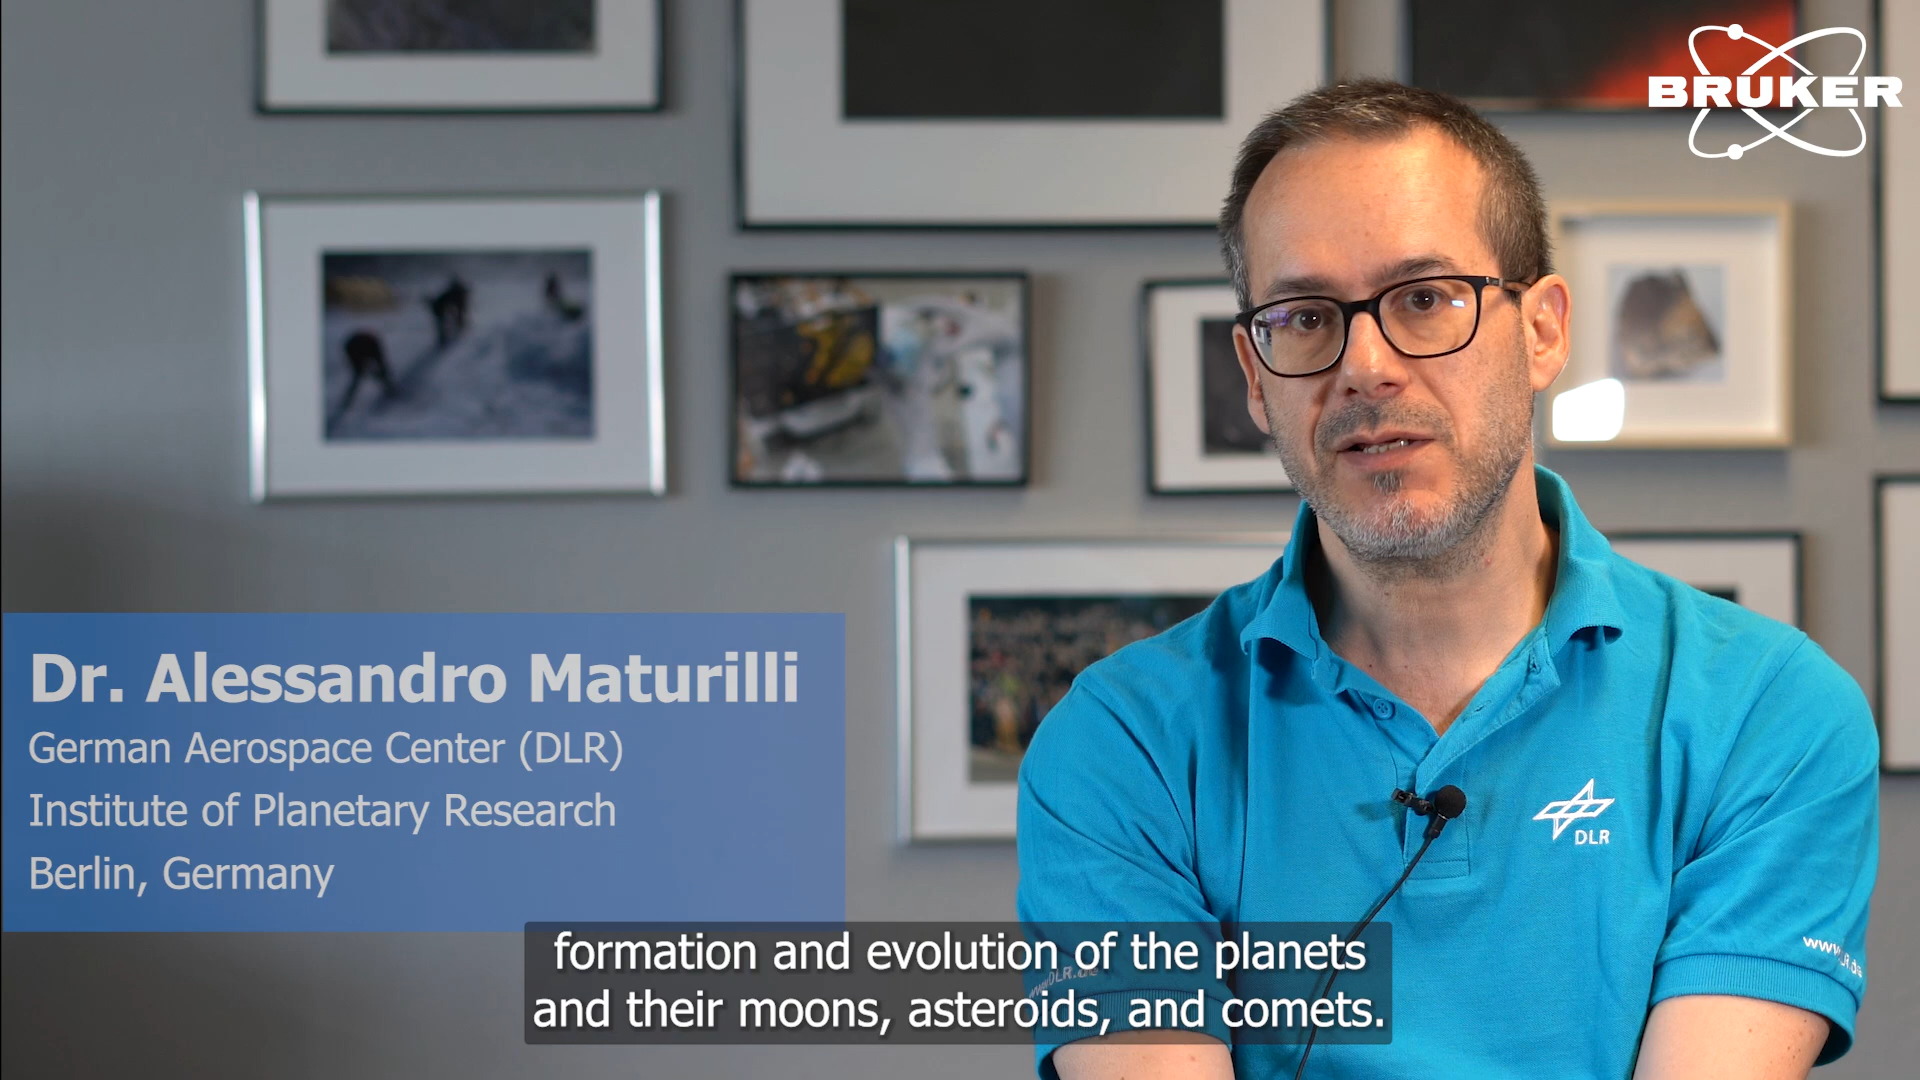 BRUKER
Dr. Alessandro Maturilli
German Aerospace Center (DLR)
Institute of Planetary Research
Berlin, Germany
DLR
formation and evolution of the planets
and their moons, asteroids, and comets.